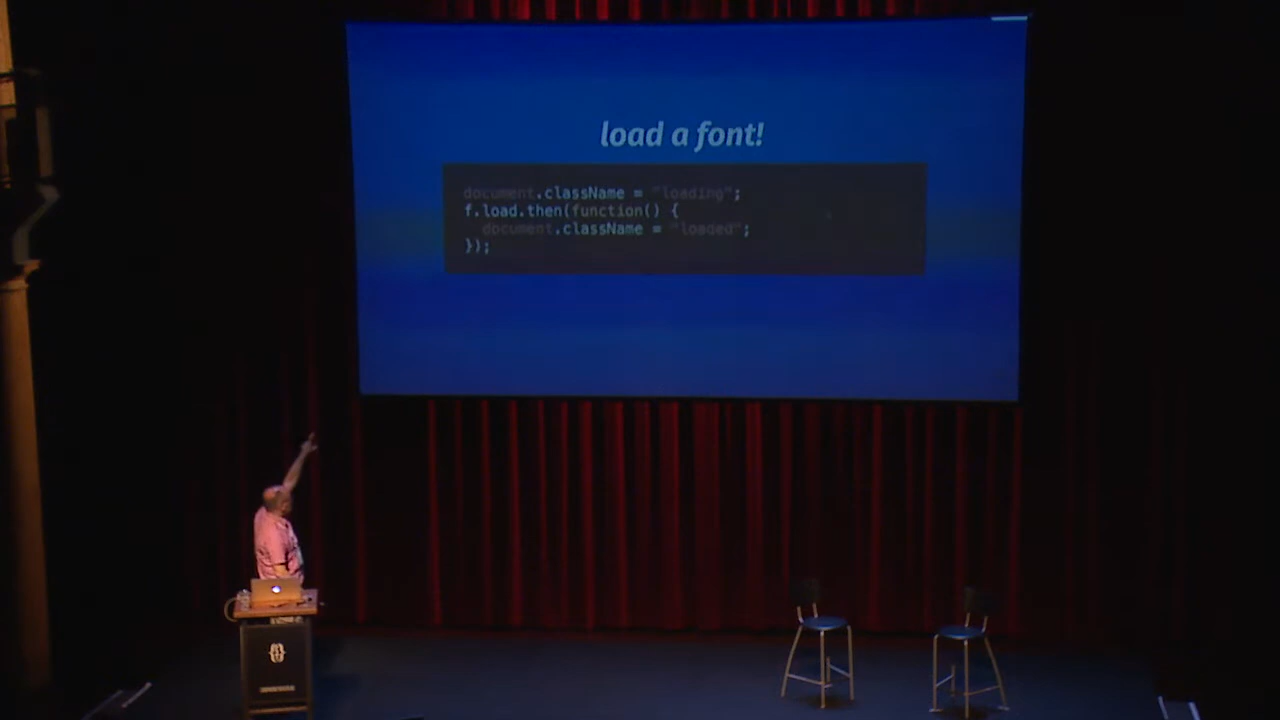 load a font!
document.className = "loading";
f.load.then(function() {
document.className = "loaded";
});